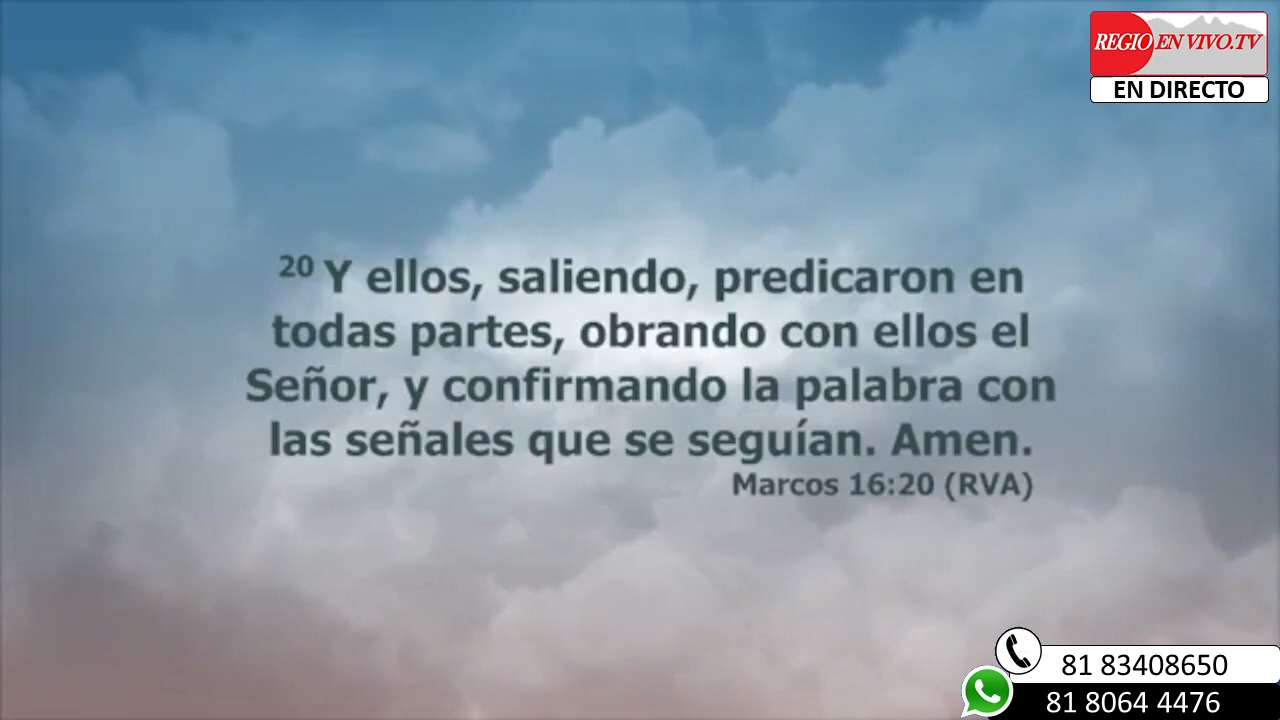 REGIO EN VIVO.TV
EN DIRECTO
20 Y ellos, saliendo, predicaron en
todas partes, obrando con ellos el
Señor, y confirmando la palabra con
las señales que se seguían. Amen.
Marcos 16:20 (RVA)
81 83408650
81 8064 4476